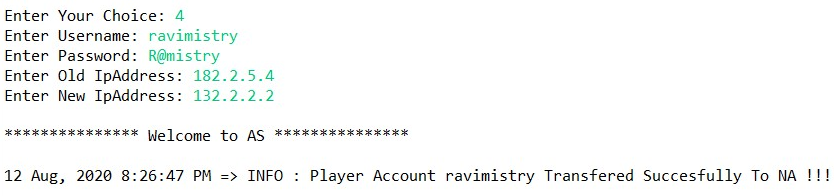 Enter Your Choice: 4
Enter Username: ravimistry
Enter Password: R@mistry
Enter Old IpAddress: 182.2.5.4
Enter New IpAddress: 132.2.2.2
*************** Welcome to AS ***************
12 Aug, 2020 8:26:47 PM => INFO : Player Account ravimistry Transfered Succesfully To NA !!!